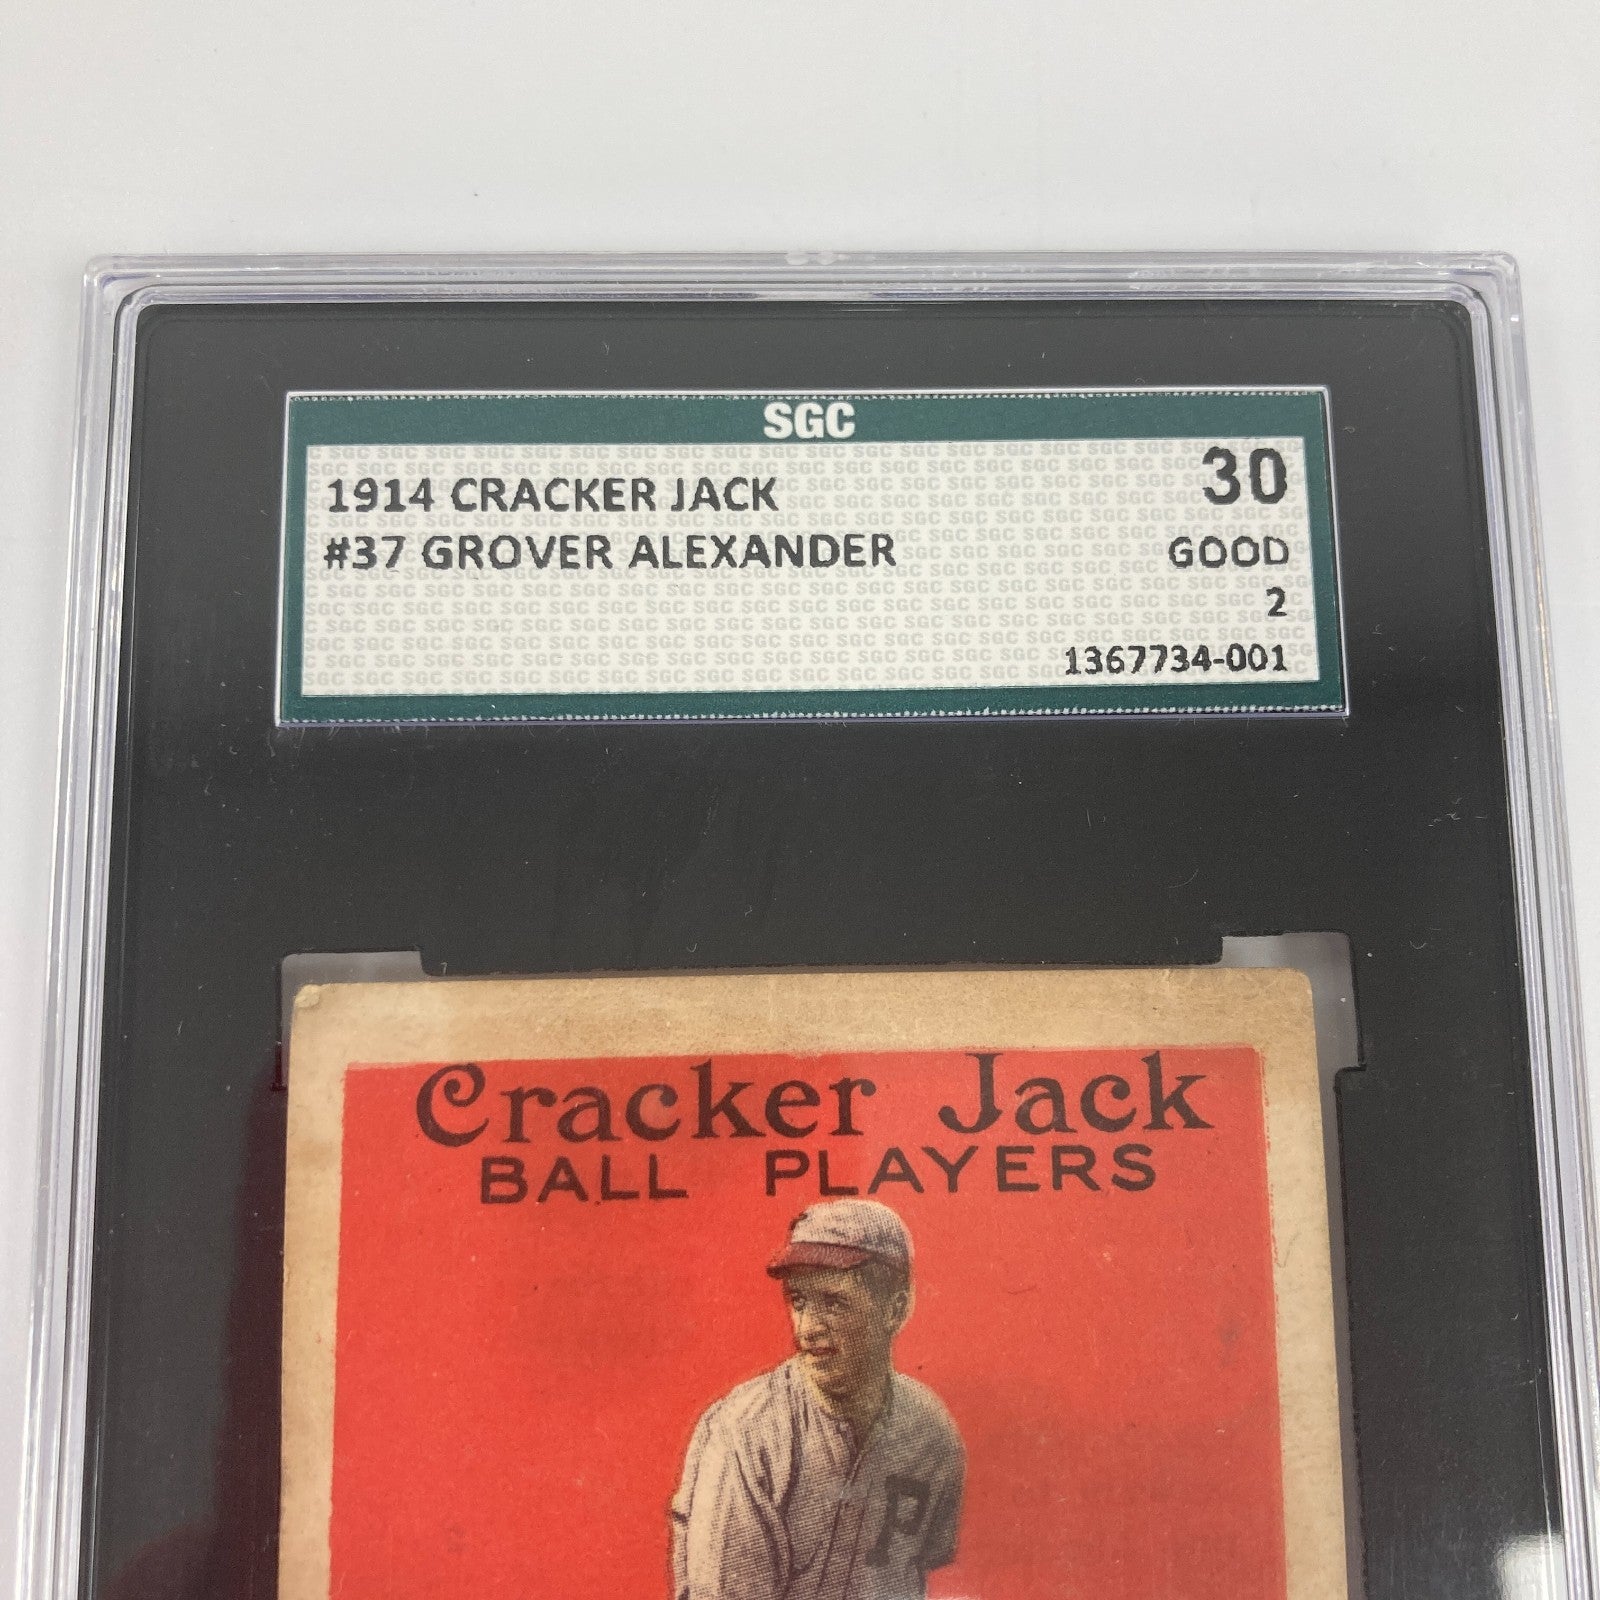 SGC
1914 CRACKER JACK
30
#37 GROVER ALEXANDER
GOOD
2
1367734-001
Cracker Jack
BALL PLAYERS
P